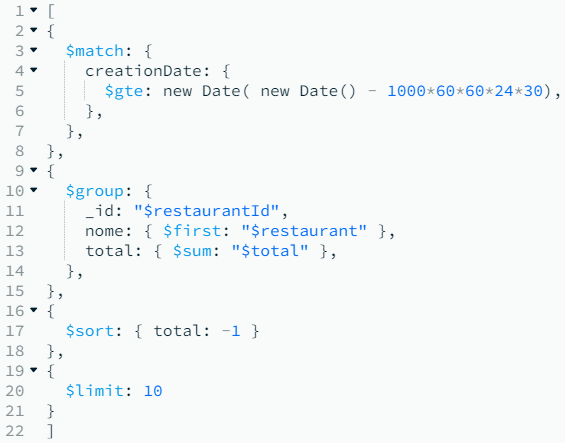 1 [
2 {
3   $match: {
4     creationDate: {
5       $gte: new Date( new Date() - 1000*60*60*24*30),
6     },
7   },
8 },
9 {
10   $group: {
11     _id: "$restaurantId",
12     nome: { $first: "$restaurant" },
13     total: { $sum: "$total" },
14   },
15 },
16 {
17   $sort: { total: -1 }
18 },
19 {
20   $limit: 10
21 }
22 ]